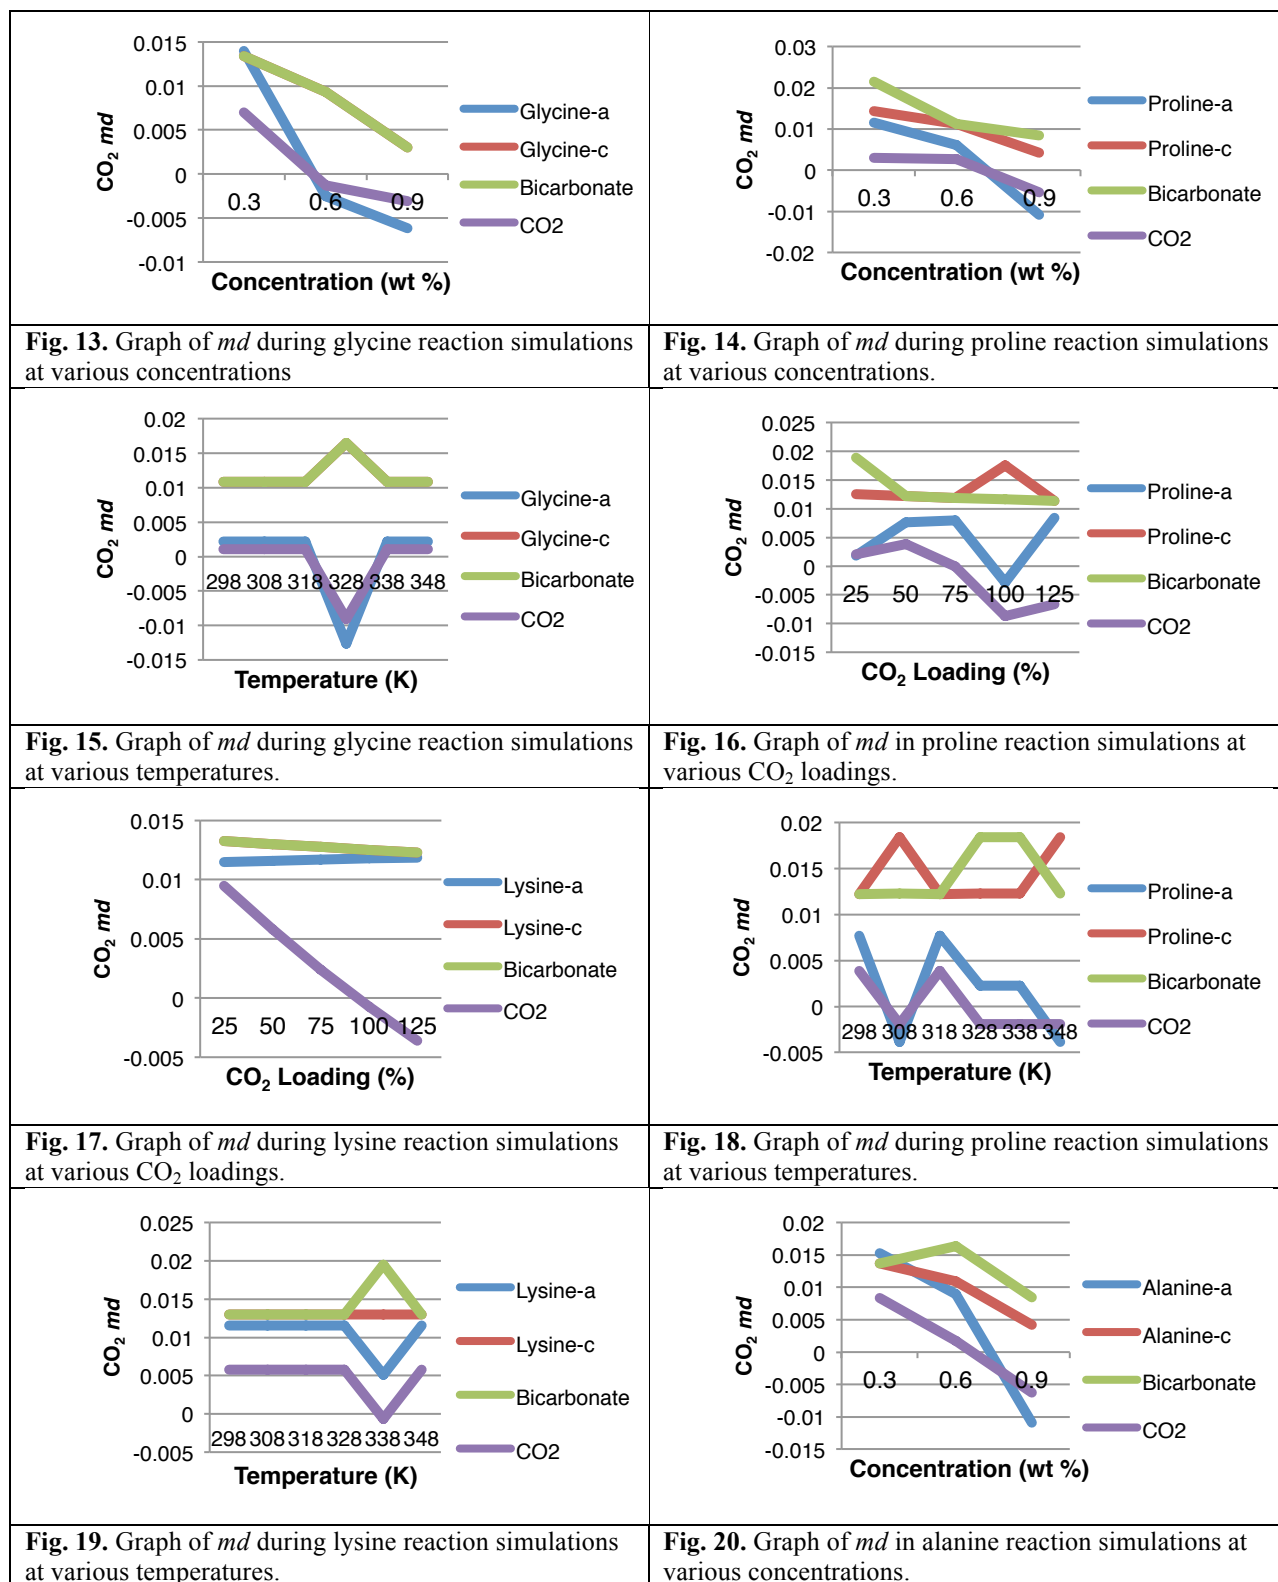 0.015
0.01
0.005
0
-0.005
-0.01
CO2 md
0.3 0.6 0.9
Concentration (wt %)
Glycine-a
Glycine-c
Bicarbonate
CO2
0.03
0.02
0.01
0
-0.01
-0.02
CO2 md
0.3 0.6 0.9
Concentration (wt %)
Proline-a
Proline-c
Bicarbonate
CO2
Fig. 13. Graph of md during glycine reaction simulations
at various concentrations
Fig. 14. Graph of md during proline reaction simulations
at various concentrations.
0.02
0.015
0.01
0.005
0
-0.005
-0.01
-0.015
CO2 md
298 308 318 328 338 348
Temperature (K)
Glycine-a
Glycine-c
Bicarbonate
CO2
0.025
0.02
0.015
0.01
0.005
0
-0.005
-0.01
-0.015
CO2 md
25 50 75 100 125
CO2 Loading (%)
Proline-a
Proline-c
Bicarbonate
CO2
Fig. 15. Graph of md during glycine reaction simulations
at various temperatures.
Fig. 16. Graph of md in proline reaction simulations at
various CO2 loadings.
0.015
0.01
0.005
0
-0.005
CO2 md
25 50 75 100 125
CO2 Loading (%)
Lysine-a
Lysine-c
Bicarbonate
CO2
0.02
0.015
0.01
0.005
0
-0.005
CO2 md
298 308 318 328 338 348
Temperature (K)
Proline-a
Proline-c
Bicarbonate
CO2
Fig. 17. Graph of md during lysine reaction simulations
at various CO2 loadings.
Fig. 18. Graph of md during proline reaction simulations
at various temperatures.
0.025
0.02
0.015
0.01
0.005
0
-0.005
CO2 md
298 308 318 328 338 348
Temperature (K)
Lysine-a
Lysine-c
Bicarbonate
CO2
0.02
0.015
0.01
0.005
0
-0.005
-0.01
-0.015
CO2 md
0.3 0.6 0.9
Concentration (wt %)
Alanine-a
Alanine-c
Bicarbonate
CO2
Fig. 19. Graph of md during lysine reaction simulations
at various temperatures.
Fig. 20. Graph of md in alanine reaction simulations at
various concentrations.